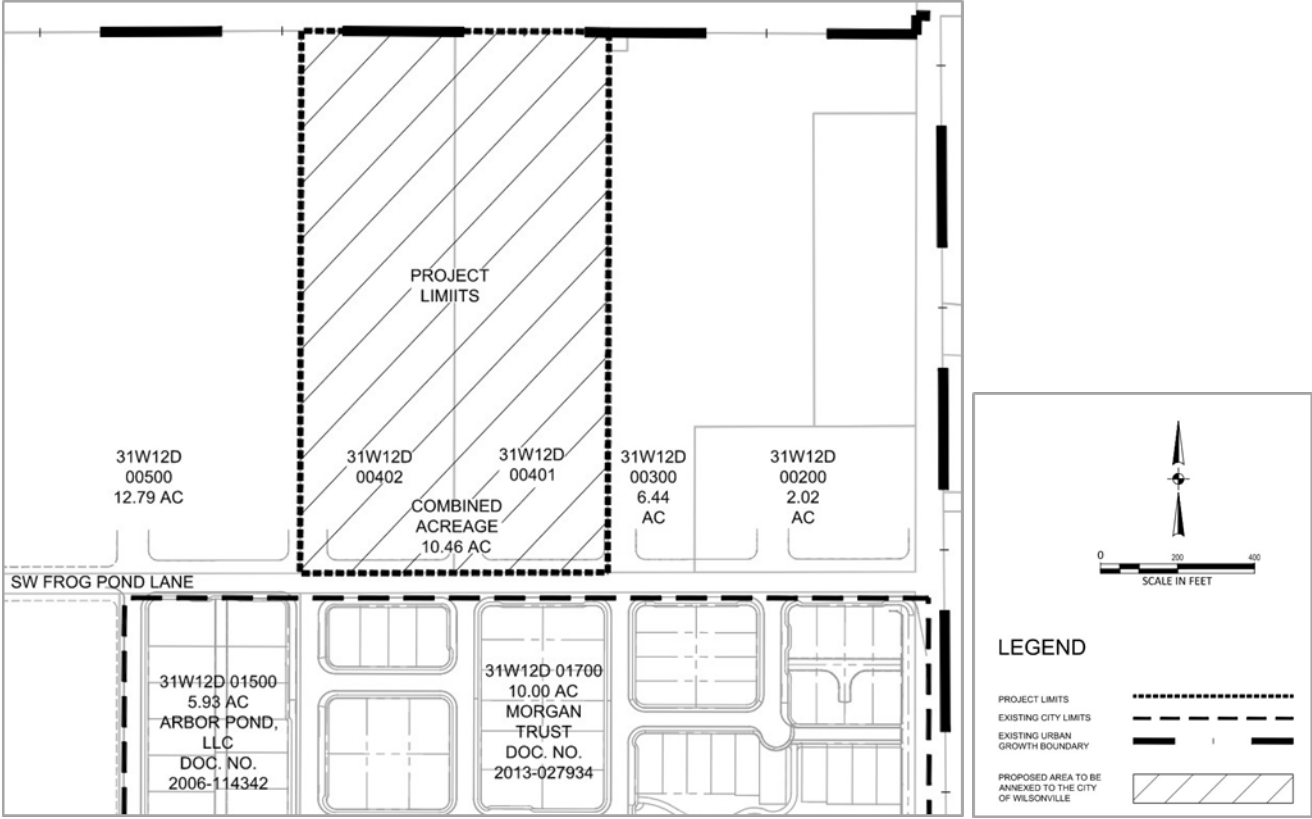 PROJECT
LIMIITS
31W12D
00500
12.79 AC
31W12D
00402
31W12D
00401
COMBINED
ACREAGE
10.46 AC
31W12D
00300
6.44
AC
31W12D
00200
2.02
AC
SW FROG POND LANE
31W12D 01500
5.93 AC
ARBOR POND,
LLC
DOC. NO.
2006-114342
31W12D 01700
10.00 AC
MORGAN
TRUST
DOC. NO.
2013-027934
0 200 400
SCALE IN FEET
LEGEND
PROJECT LIMITS
EXISTING CITY LIMITS
EXISTING URBAN
GROWTH BOUNDARY
PROPOSED AREA TO BE
ANNEXED TO THE CITY
OF WILSONVILLE